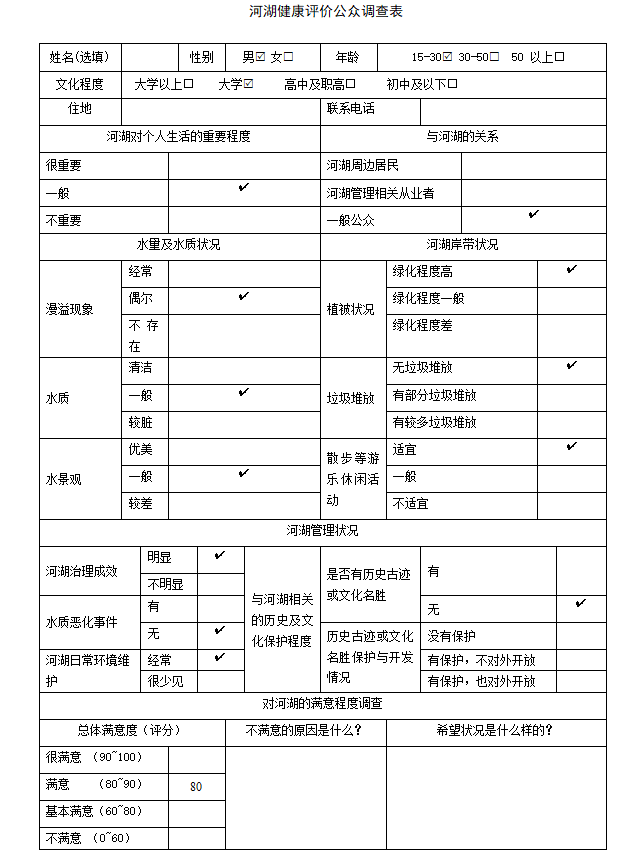 河湖健康评价公众调查表
姓名(选填) 性别 男☑ 女□ 年龄 15-30☑ 30-50□ 50 以上□
文化程度 大学以上□ 大学☑ 高中及职高□ 初中及以下□
住地 联系电话
河湖对个人生活的重要程度 与河湖的关系
很重要 河湖周边居民
一般 ✓ 河湖管理相关从业者
不重要 一般公众 ✓
水量及水质状况 河湖岸带状况
漫溢现象 经常 植被状况 绿化程度高 ✓
偶尔 ✓ 绿化程度一般
不存在 绿化程度差
水质 清洁 垃圾堆放 无垃圾堆放 ✓
一般 ✓ 有部分垃圾堆放
较脏 有较多垃圾堆放
水景观 优美 散步等游乐休闲活动 适宜 ✓
一般 ✓ 一般
较差 不适宜
河湖管理状况
河湖治理成效 明显 ✓ 与河湖相关的历史及文化保护程度 是否有历史古迹或文化名胜 有
不明显
水质恶化事件 有 无 ✓
无 ✓ 历史古迹或文化名胜保护与开发情况 没有保护
河湖日常环境维护 经常 ✓ 有保护，不对外开放
很少见 有保护，也对外开放
对河湖的满意程度调查
总体满意度（评分） 不满意的原因是什么？ 希望状况是什么样的？
很满意 （90~100）
满意 （80~90） 80
基本满意（60~80）
不满意 （0~60）